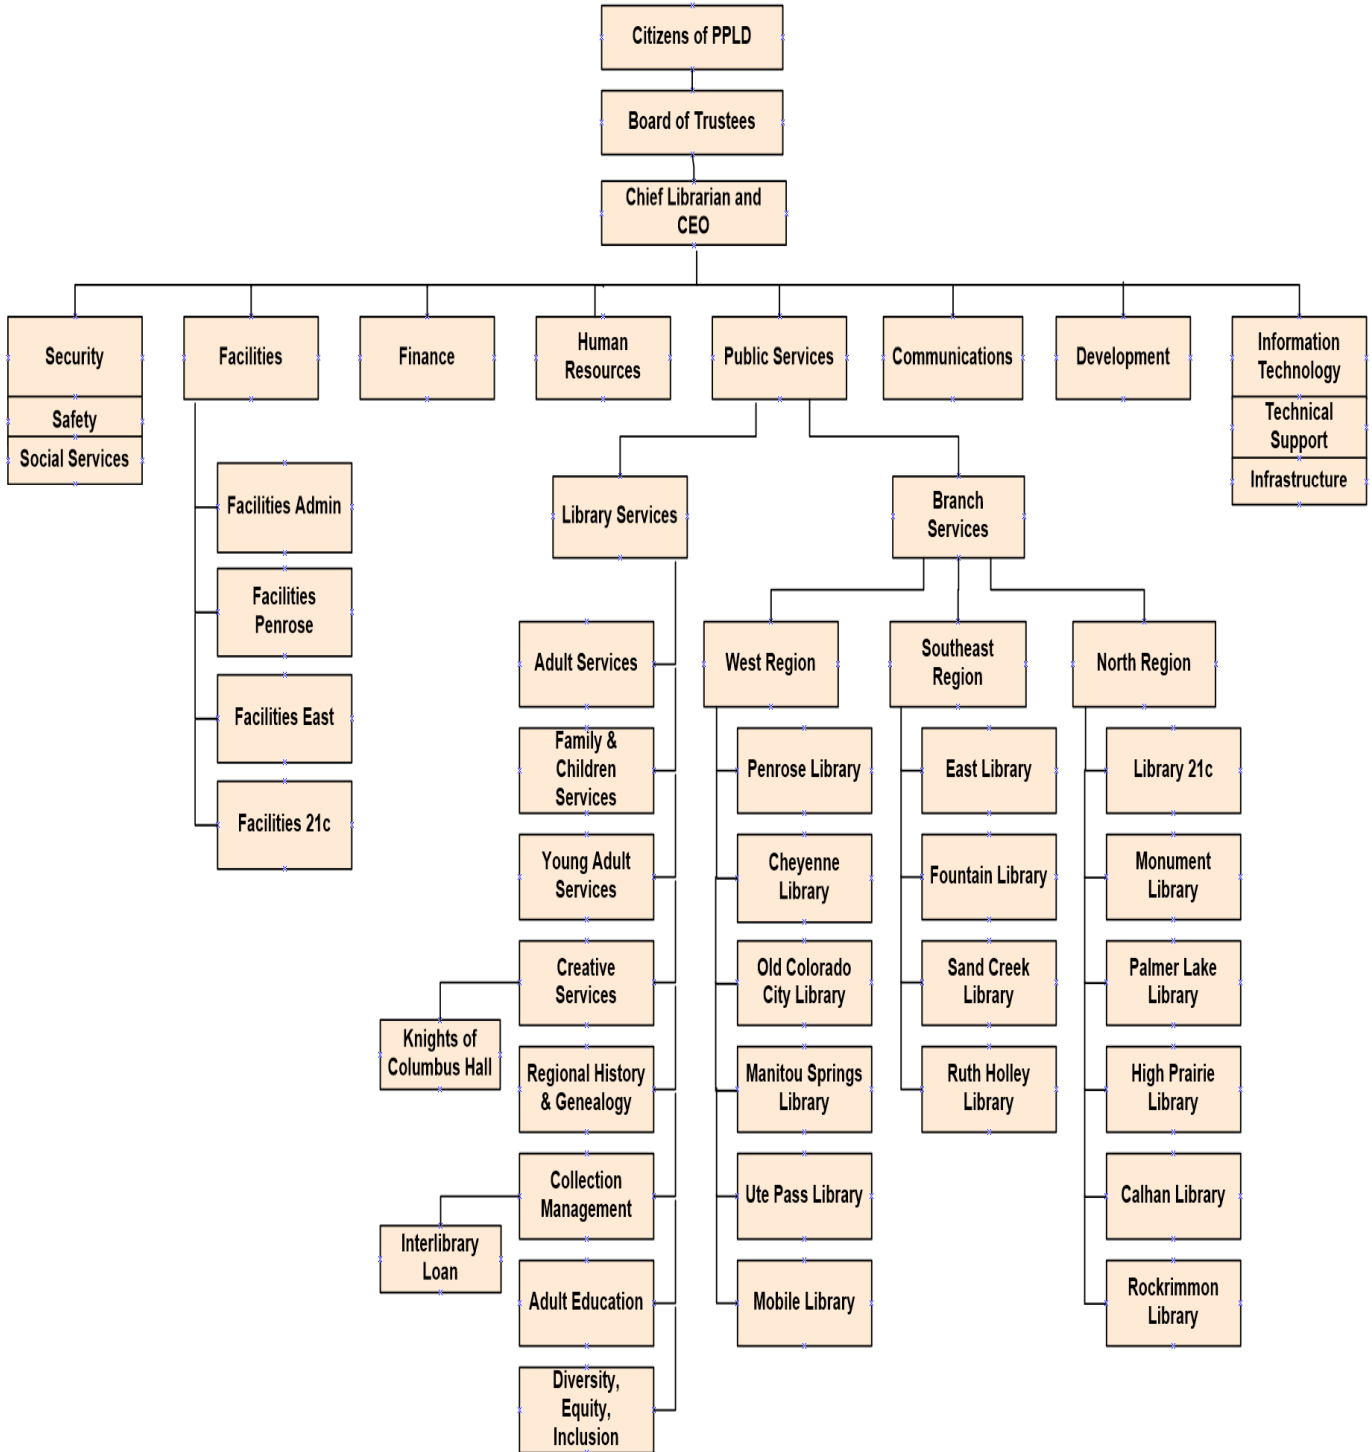 Citizens of PPLD
Board of Trustees
Chief Librarian and
CEO
Security
Safety
Social Services
Facilities
Facilities Admin
Facilities
Penrose
Facilities East
Facilities 21c
Finance
Human
Resources
Public Services
Communications
Development
Information
Technology
Technical
Support
Infrastructure
Library Services
Adult Services
Family &
Children
Services
Young Adult
Services
Creative
Services
Knights of
Columbus Hall
Regional History
& Genealogy
Collection
Management
Interlibrary
Loan
Adult Education
Diversity,
Equity,
Inclusion
Branch
Services
West Region
Penrose Library
Cheyenne
Library
Old Colorado
City Library
Manitou Springs
Library
Ute Pass Library
Mobile Library
Southeast
Region
East Library
Fountain Library
Sand Creek
Library
Ruth Holley
Library
North Region
Library 21c
Monument
Library
Palmer Lake
Library
High Prairie
Library
Calhan Library
Rockrimmon
Library